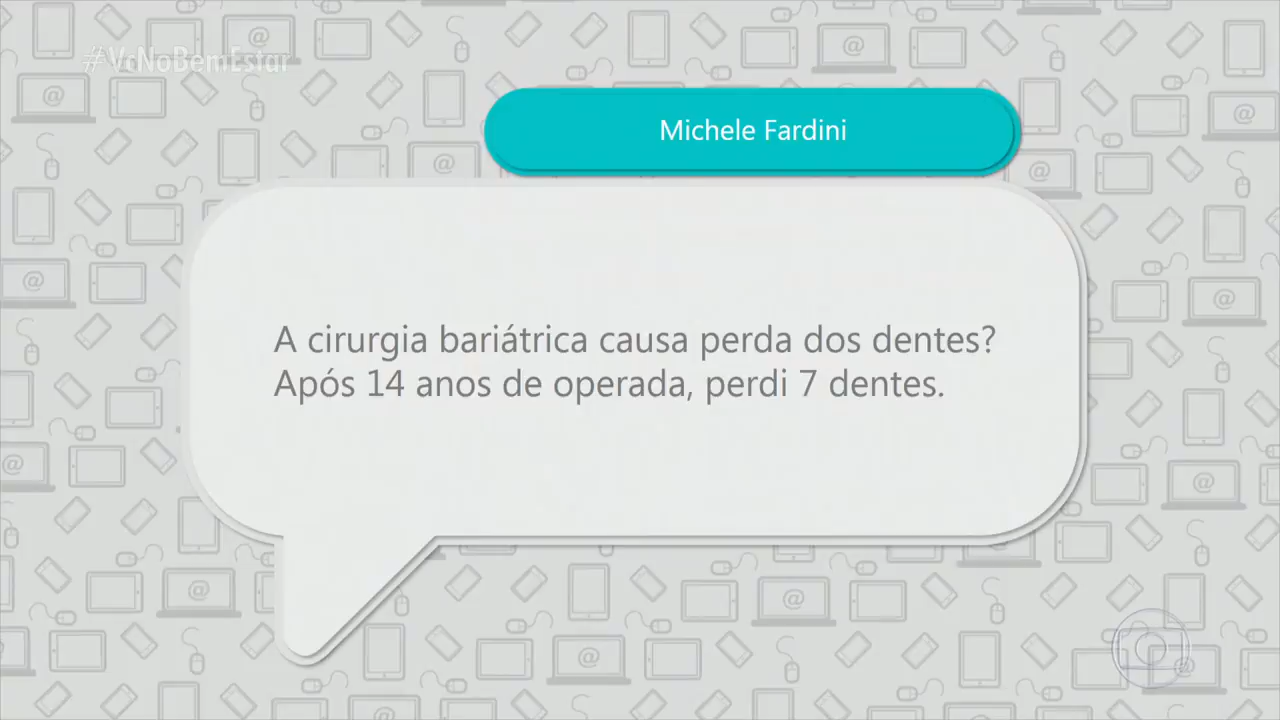 #VcNoBemEstar
Michele Fardini
A cirurgia bariátrica causa perda dos dentes?
Após 14 anos de operada, perdi 7 dentes.